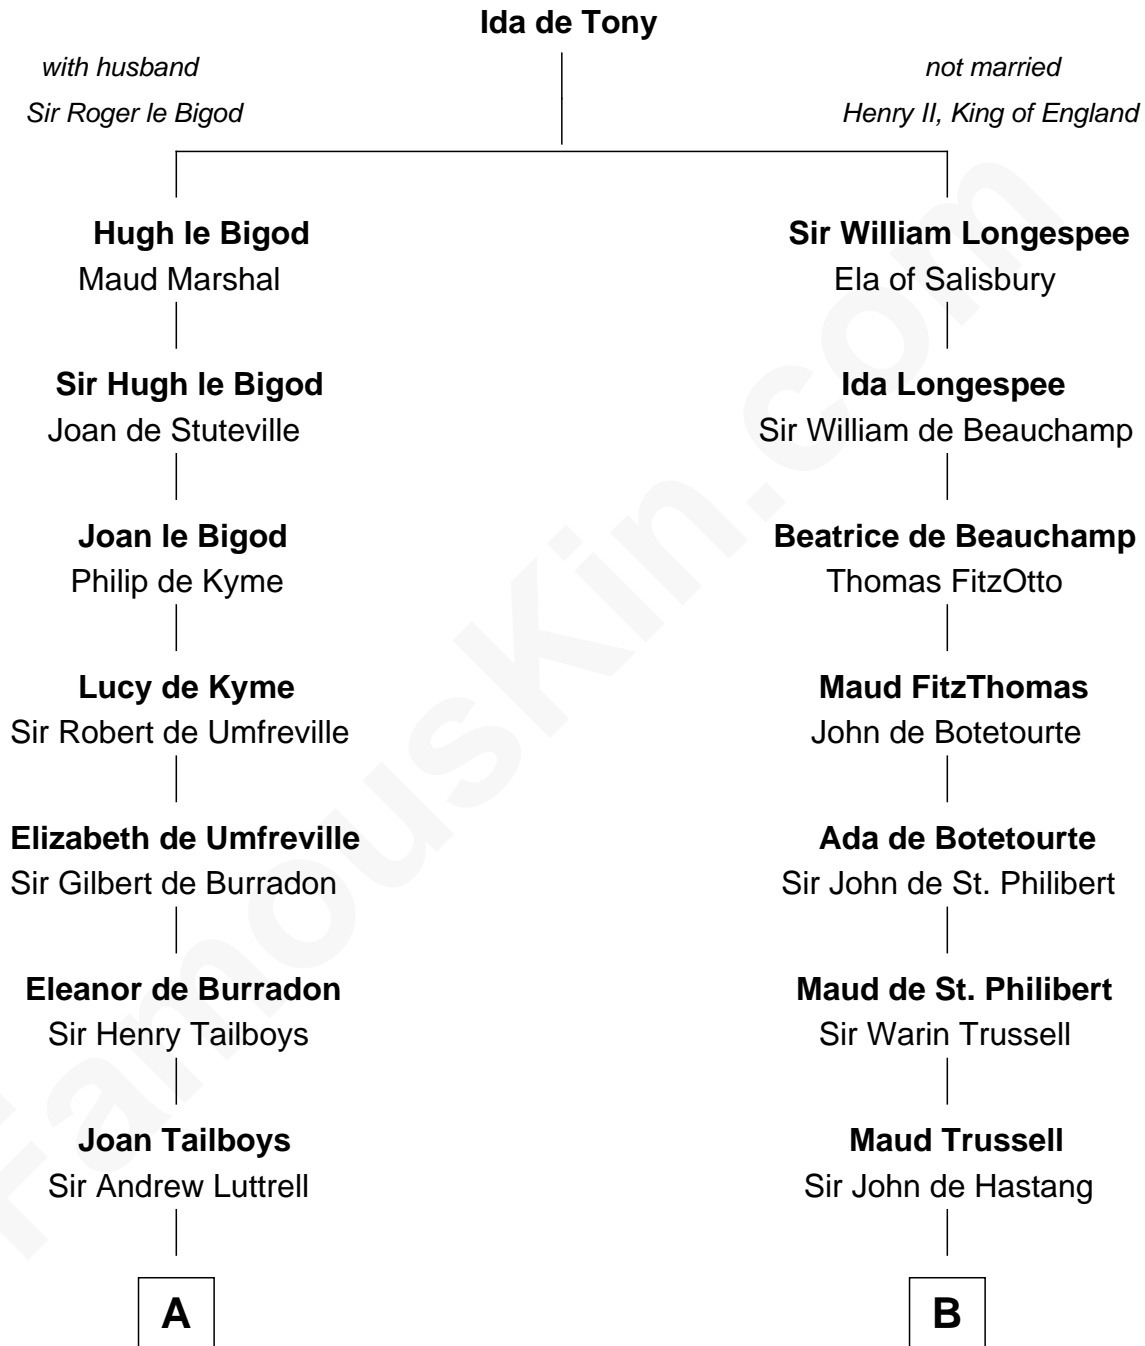 Ida de Tony
with husband
Sir Roger le Bigod
not married
Henry II, King of England
Hugh le Bigod
Maud Marshal
Sir Hugh le Bigod
Joan de Stuteville
Joan le Bigod
Philip de Kyme
Lucy de Kyme
Sir Robert de Umfreville
Elizabeth de Umfreville
Sir Gilbert de Burradon
Eleanor de Burradon
Sir Henry Tailboys
Joan Tailboys
Sir Andrew Luttrell
A
Sir William Longespee
Ela of Salisbury
Ida Longespee
Sir William de Beauchamp
Beatrice de Beauchamp
Thomas FitzOtto
Maud FitzThomas
John de Botetourte
Ada de Botetourte
Sir John de St. Philibert
Maud de St. Philibert
Sir Warin Trussell
Maud Trussell
Sir John de Hastang
B
FamousKin.com